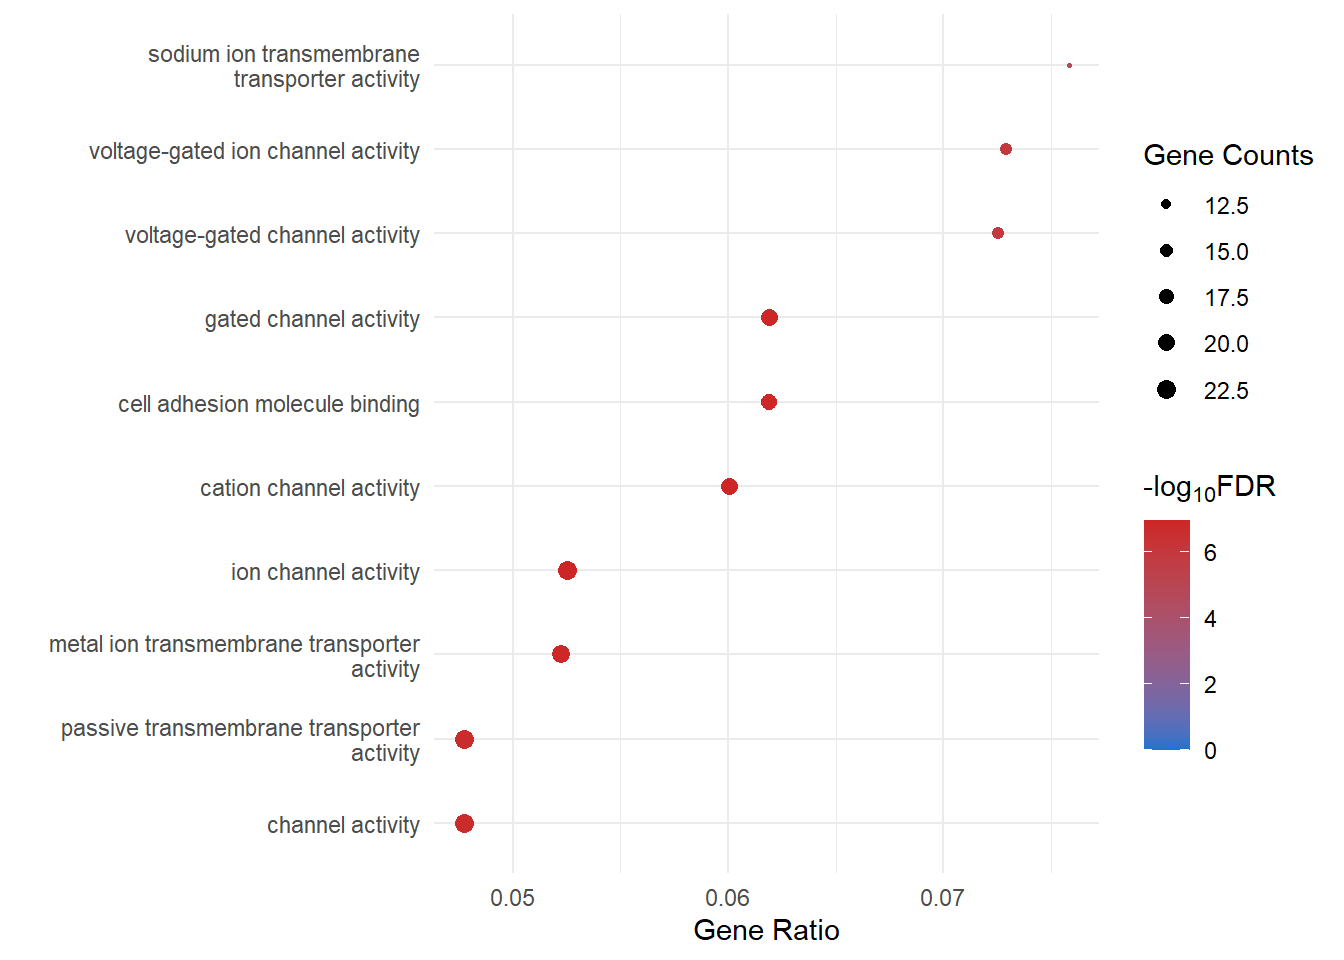 sodium ion transmembrane
transporter activity
voltage-gated ion channel activity
voltage-gated channel activity
gated channel activity
cell adhesion molecule binding
cation channel activity
ion channel activity
metal ion transmembrane transporter
activity
passive transmembrane transporter
activity
channel activity
0.05
0.06
0.07
Gene Ratio
Gene Counts
12.5
15.0
17.5
20.0
22.5
-log₁₀FDR
6
4
2
0